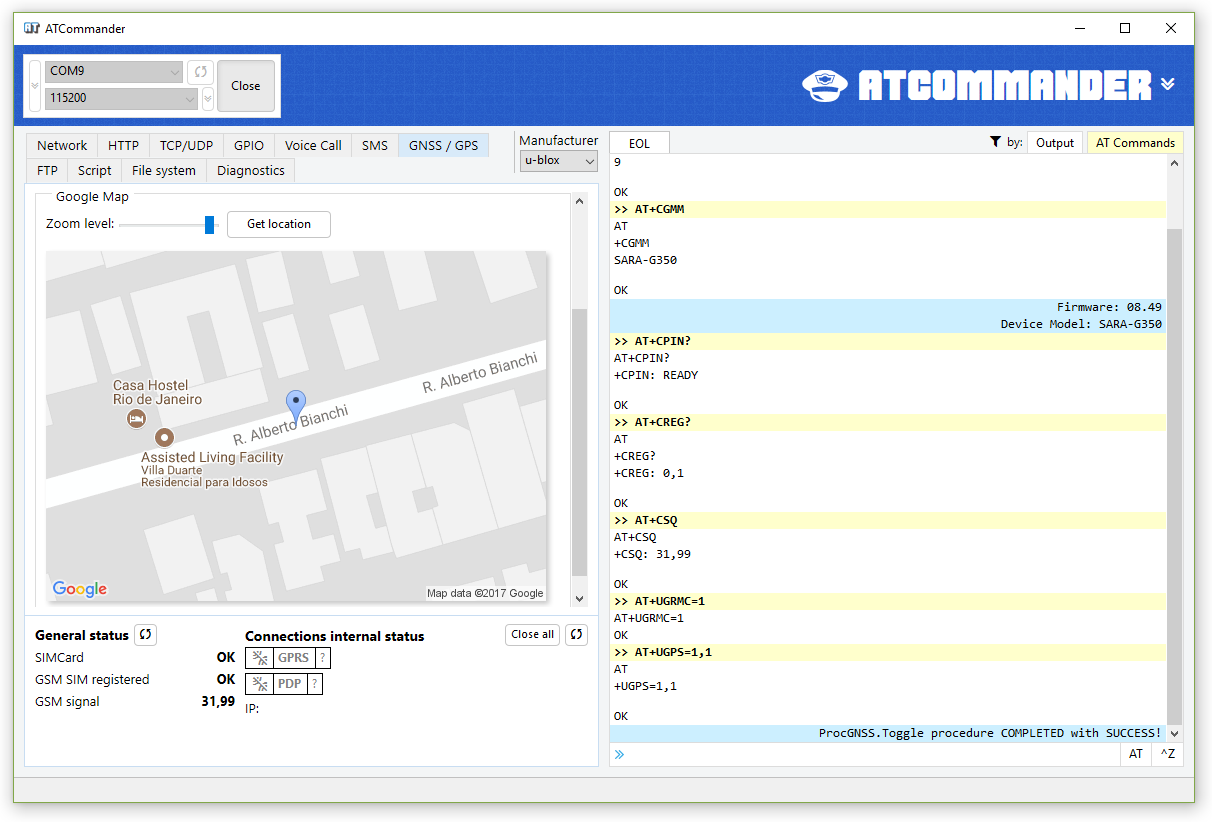 AT ATCommander
COM9
115200
Close
ATCOMMANDER
Network HTTP TCP/UDP GPIO Voice Call SMS GNSS / GPS
FTP Script File system Diagnostics
Manufacturer
u-blox
Google Map
Zoom level: Get location
R. Alberto Bianchi
Casa Hostel
Rio de Janeiro
R. Alberto Bianchi
Assisted Living Facility
Villa Duarte
Residencial para Idosos
Google
Map data ©2017 Google
General status
SIMCard OK
GSM SIM registered OK
GSM signal 31,99
Connections internal status Close all
GPRS ?
PDP ?
IP:
EOL by: Output AT Commands
9
OK
>> AT+CGMM
AT
+CGMM
SARA-G350
OK
Firmware: 08.49
Device Model: SARA-G350
>> AT+CPIN?
AT+CPIN?
+CPIN: READY
OK
>> AT+CREG?
AT
+CREG?
+CREG: 0,1
OK
>> AT+CSQ
AT+CSQ
+CSQ: 31,99
OK
>> AT+UGRMC=1
AT+UGRMC=1
OK
>> AT+UGPS=1,1
AT
+UGPS=1,1
OK
ProcGNSS.Toggle procedure COMPLETED with SUCCESS!
AT ^Z